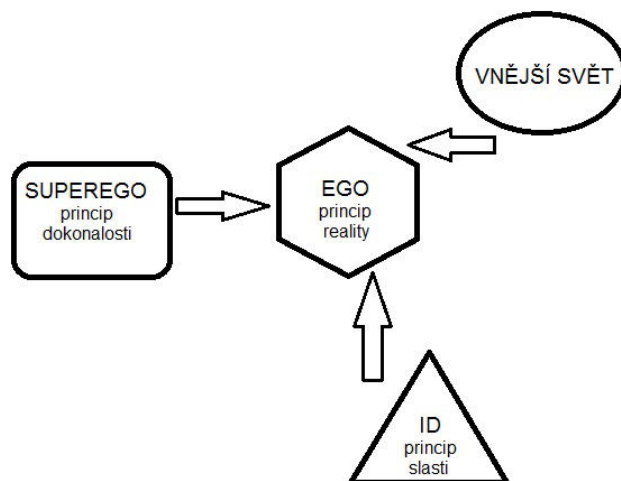 VNĚJŠÍ SVĚT
SUPEREGO
princip
dokonalosti
EGO
princip
reality
ID
princip
slasti